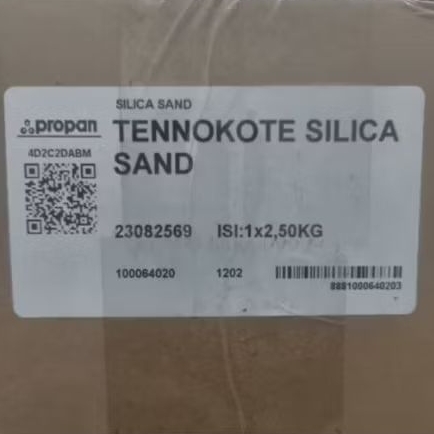 SILICA SAND
propan
TENNOKOTE SILICA
SAND
4D2C2DABM
23082569 ISI:1x2,50KG
100064020 1202
8881000640203